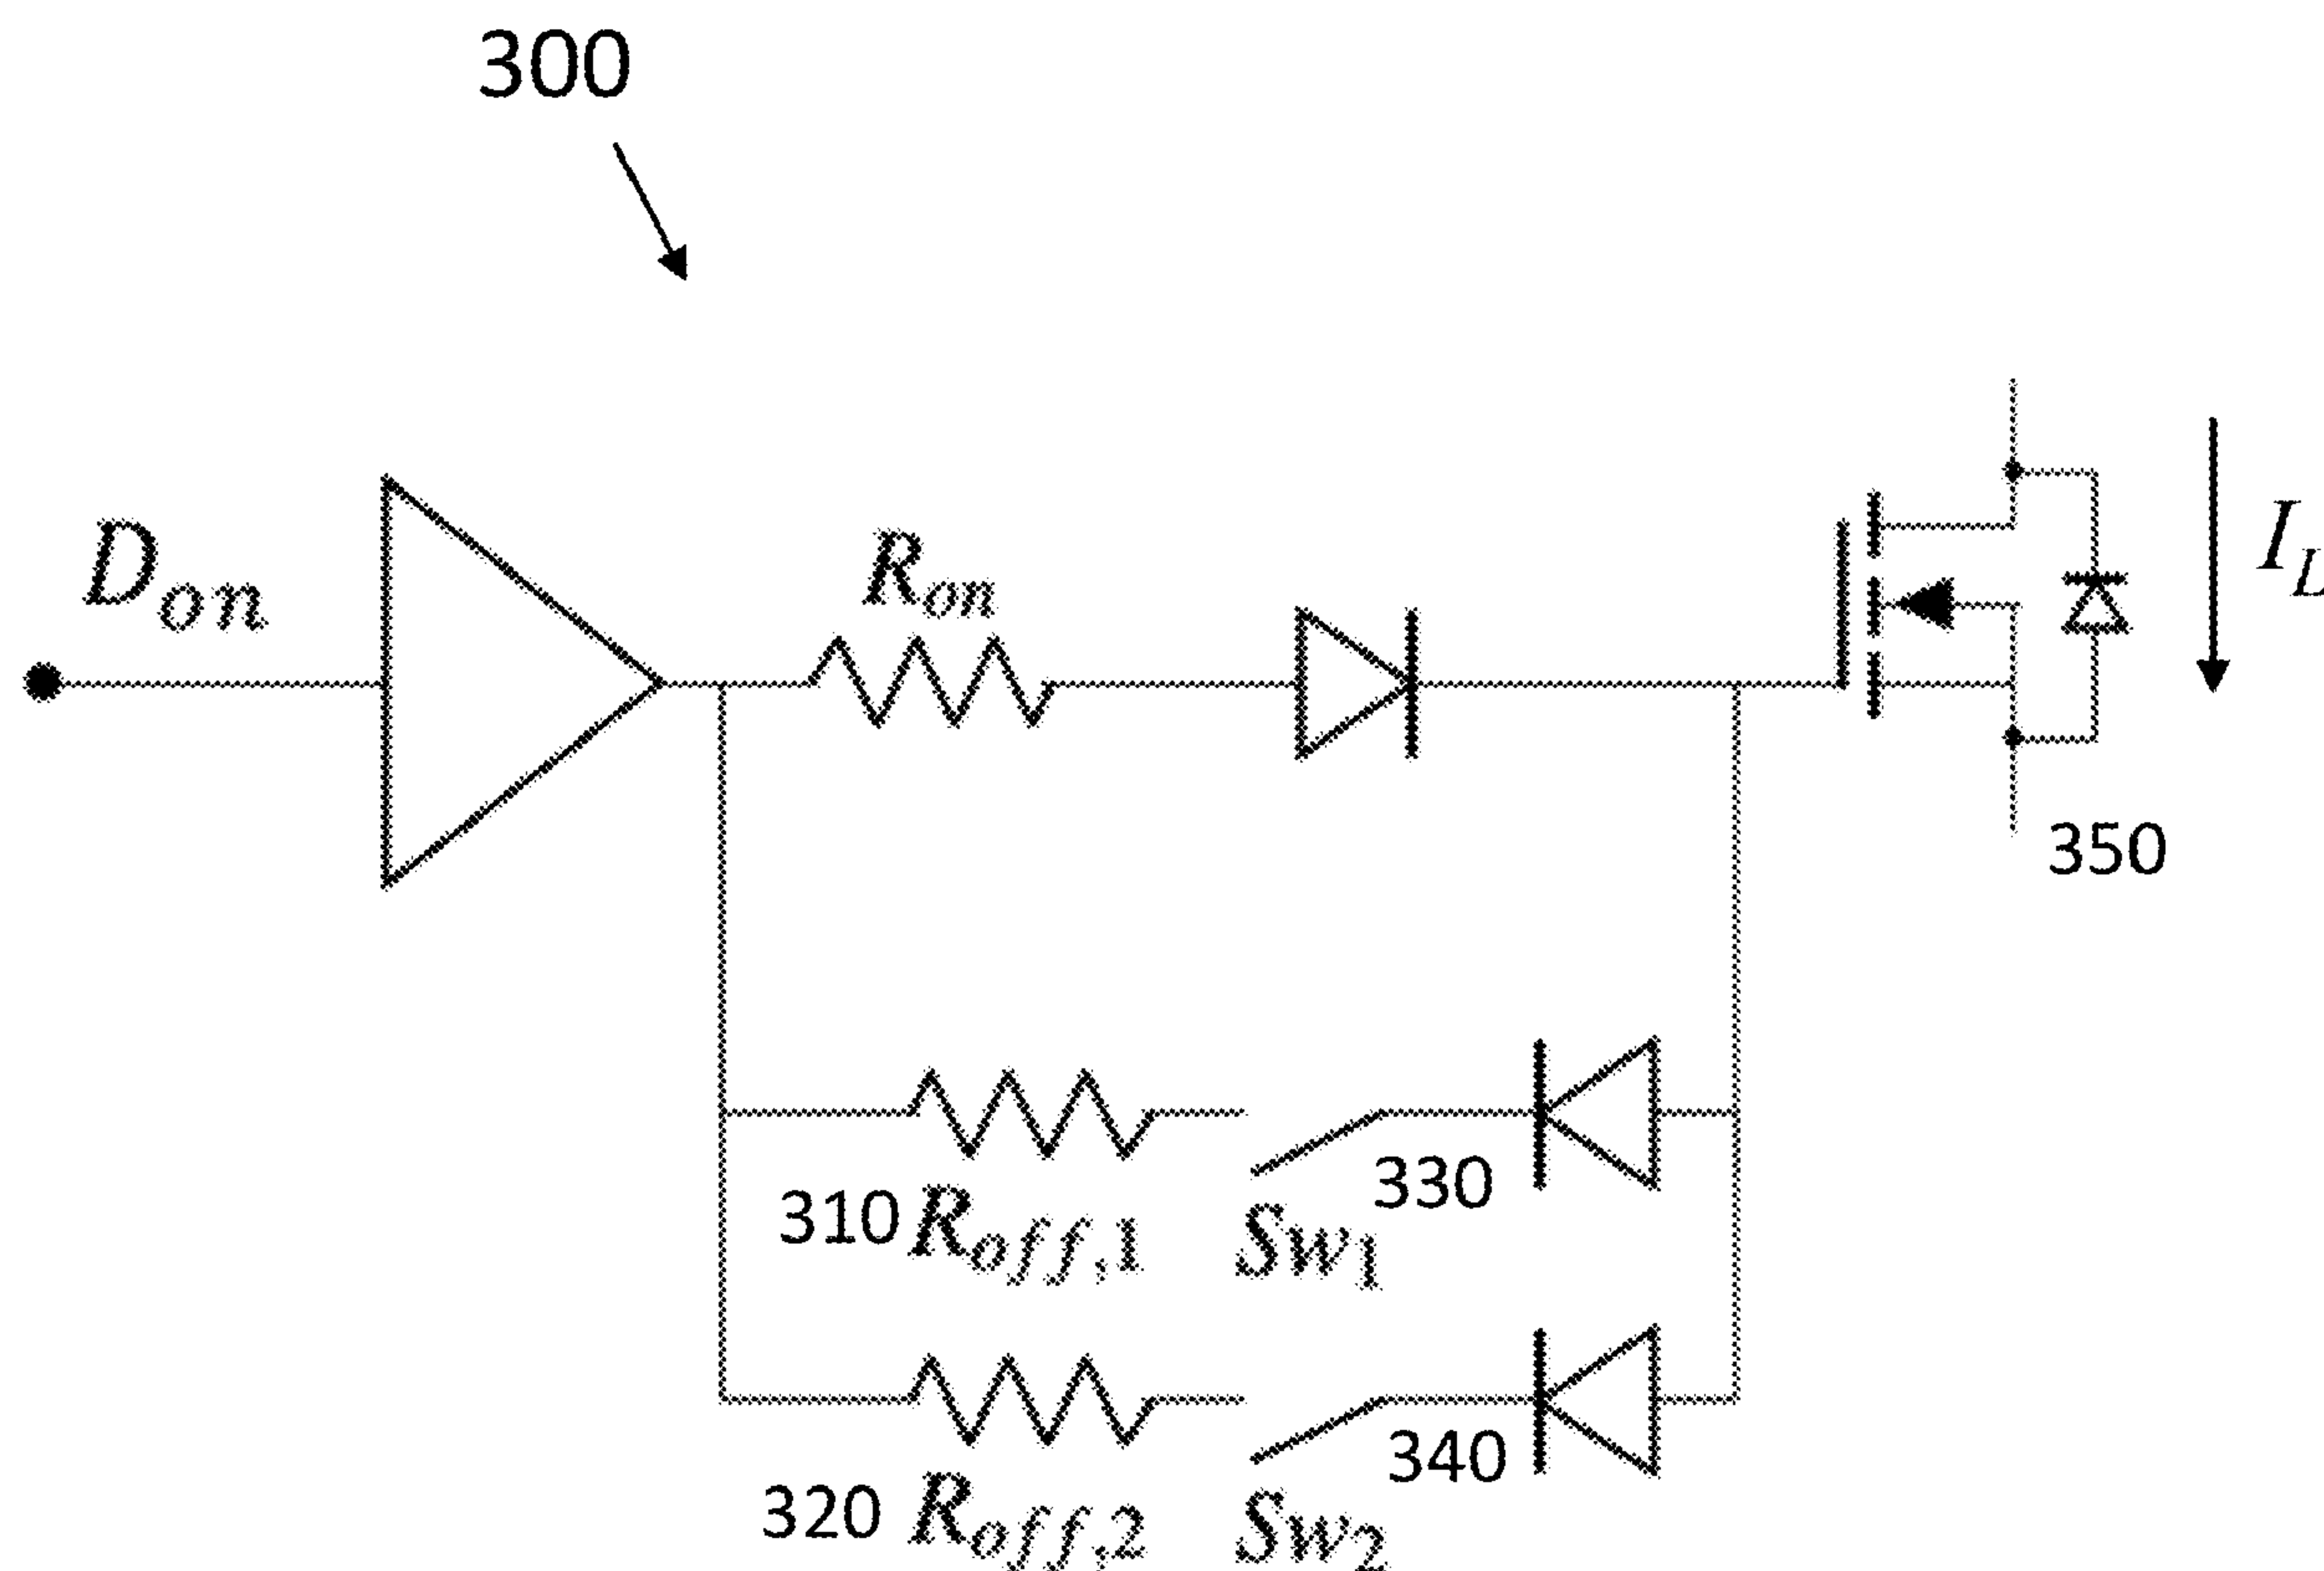 300
D_on
R_on
I_L
350
330
310 R_off,1 Sw_1
340
320 R_off,2 Sw_2